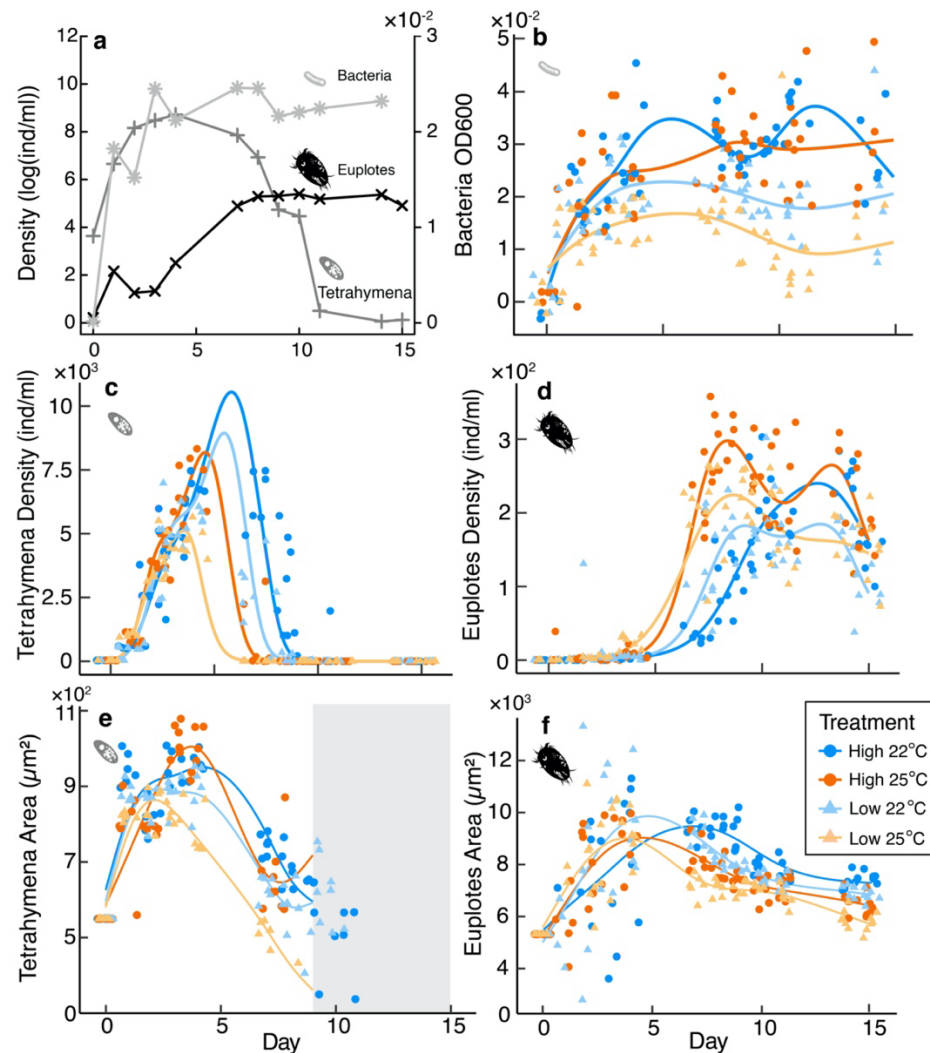 a
×10⁻²
Density (log(ind/ml))
12
10
8
6
4
2
0
3
2
1
0
0
5
10
15
Bacteria
Euplotes
Tetrahymena
b
×10⁻²
Bacteria OD600
5
4
3
2
1
0
c
×10³
Tetrahymena Density (ind/ml)
10
7.5
5
2.5
0
d
×10²
Euplotes Density (ind/ml)
3
2
1
0
e
×10²
Tetrahymena Area (µm²)
11
9
7
5
0
0
5
10
15
Day
f
×10³
Euplotes Area (µm²)
12
10
8
6
4
0
5
10
15
Day
Treatment
High 22°C
High 25°C
Low 22°C
Low 25°C